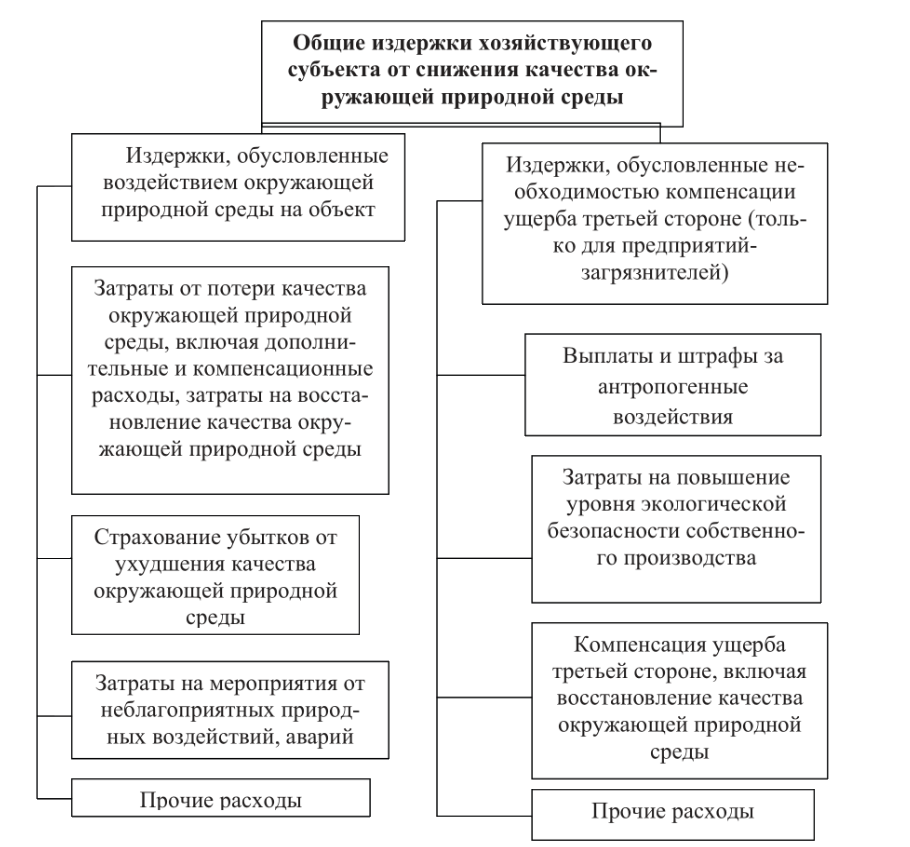 Общие издержки хозяйствующего
субъекта от снижения качества ок-
ружающей природной среды
Издержки, обусловленные
воздействием окружающей
природной среды на объект
Затраты от потери качества
окружающей природной
среды, включая дополни-
тельные и компенсационные
расходы, затраты на восста-
новление качества окру-
жающей природной среды
Страхование убытков от
ухудшения качества
окружающей природной
среды
Затраты на мероприятия от
неблагоприятных природ-
ных воздействий, аварий
Прочие расходы
Издержки, обусловленные не-
обходимостью компенсации
ущерба третьей стороне (толь-
ко для предприятий-
загрязнителей)
Выплаты и штрафы за
антропогенные
воздействия
Затраты на повышение
уровня экологической
безопасности собственно-
го производства
Компенсация ущерба
третьей стороне, включая
восстановление качества
окружающей природной
среды
Прочие расходы